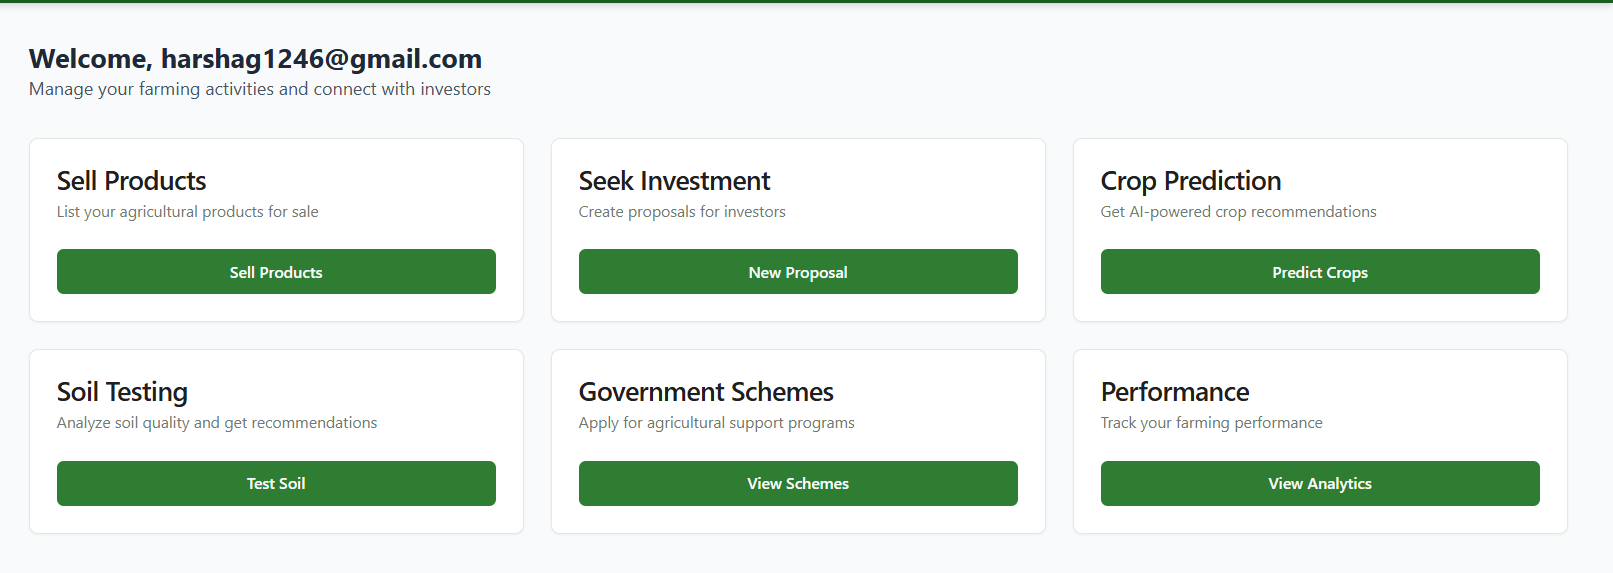 Welcome, harshag1246@gmail.com
Manage your farming activities and connect with investors
Sell Products
List your agricultural products for sale
Sell Products
Seek Investment
Create proposals for investors
New Proposal
Crop Prediction
Get AI-powered crop recommendations
Predict Crops
Soil Testing
Analyze soil quality and get recommendations
Test Soil
Government Schemes
Apply for agricultural support programs
View Schemes
Performance
Track your farming performance
View Analytics